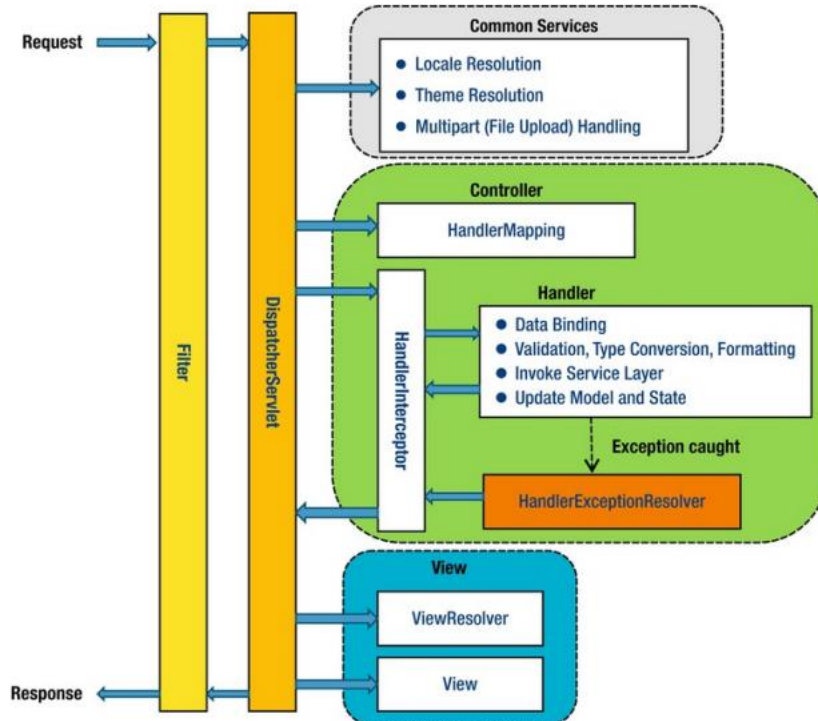 Common Services
Request
Locale Resolution
Theme Resolution
Multipart (File Upload) Handling
Controller
HandlerMapping
Filter
DispatcherServlet
HandlerInterceptor
Handler
Data Binding
Validation, Type Conversion, Formatting
Invoke Service Layer
Update Model and State
Exception caught
HandlerExceptionResolver
View
ViewResolver
View
Response